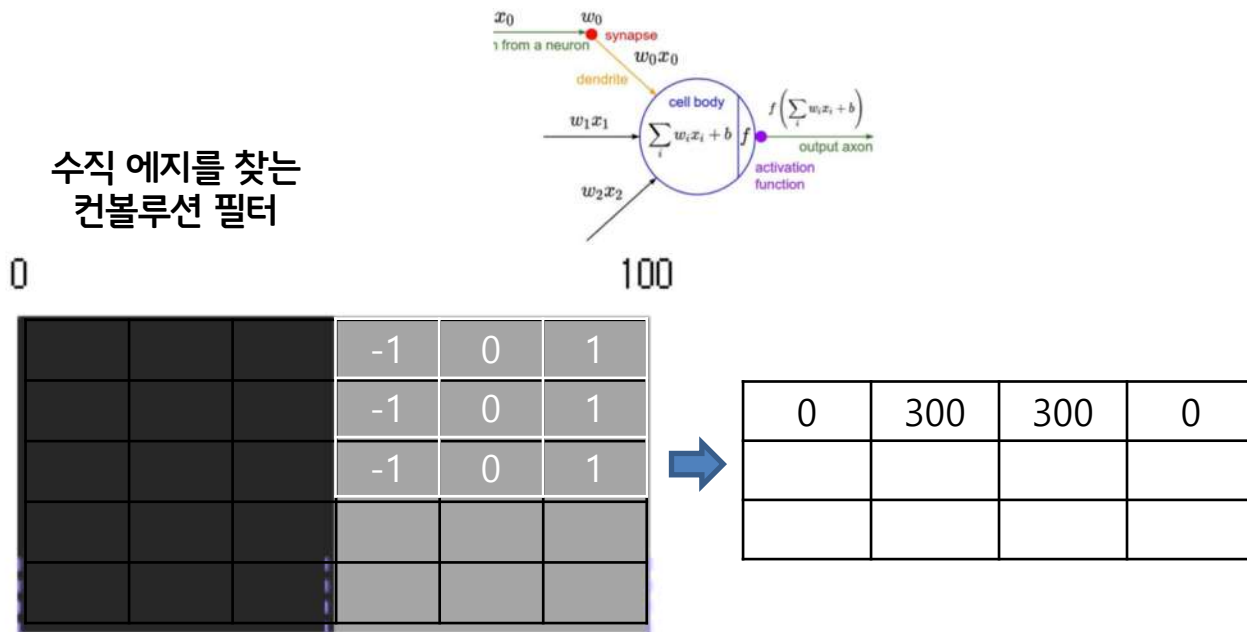 x₀ w₀
n from a neuron synapse
w₀x₀
dendrite
cell body
f(∑ᵢ wᵢxᵢ + b)
w₁x₁
∑ᵢ wᵢxᵢ + b f
output axon
activation
function
w₂x₂
수직 에지를 찾는
컨볼루션 필터
0 100
-1 0 1
-1 0 1
-1 0 1
0 300 300 0